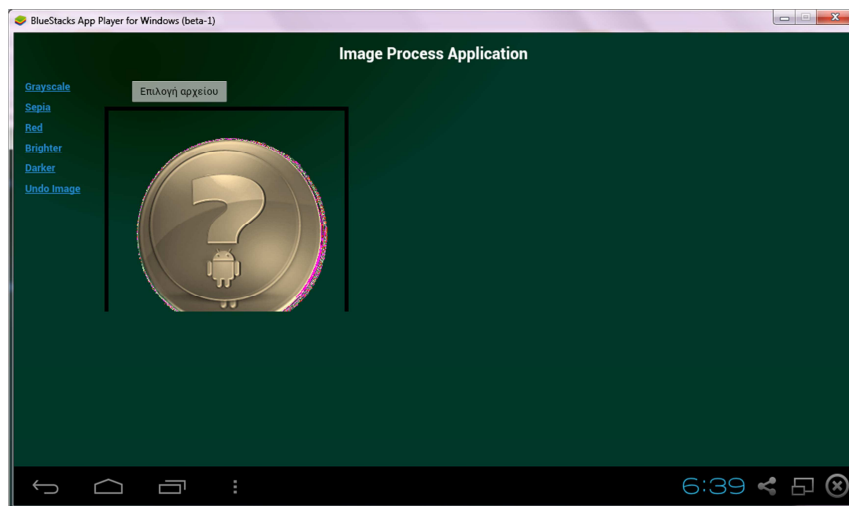 BlueStacks App Player for Windows (beta-1)
Image Process Application
Grayscale
Επιλογή αρχείου
Sepia
Red
Brighter
Darker
Undo Image
?
6:39